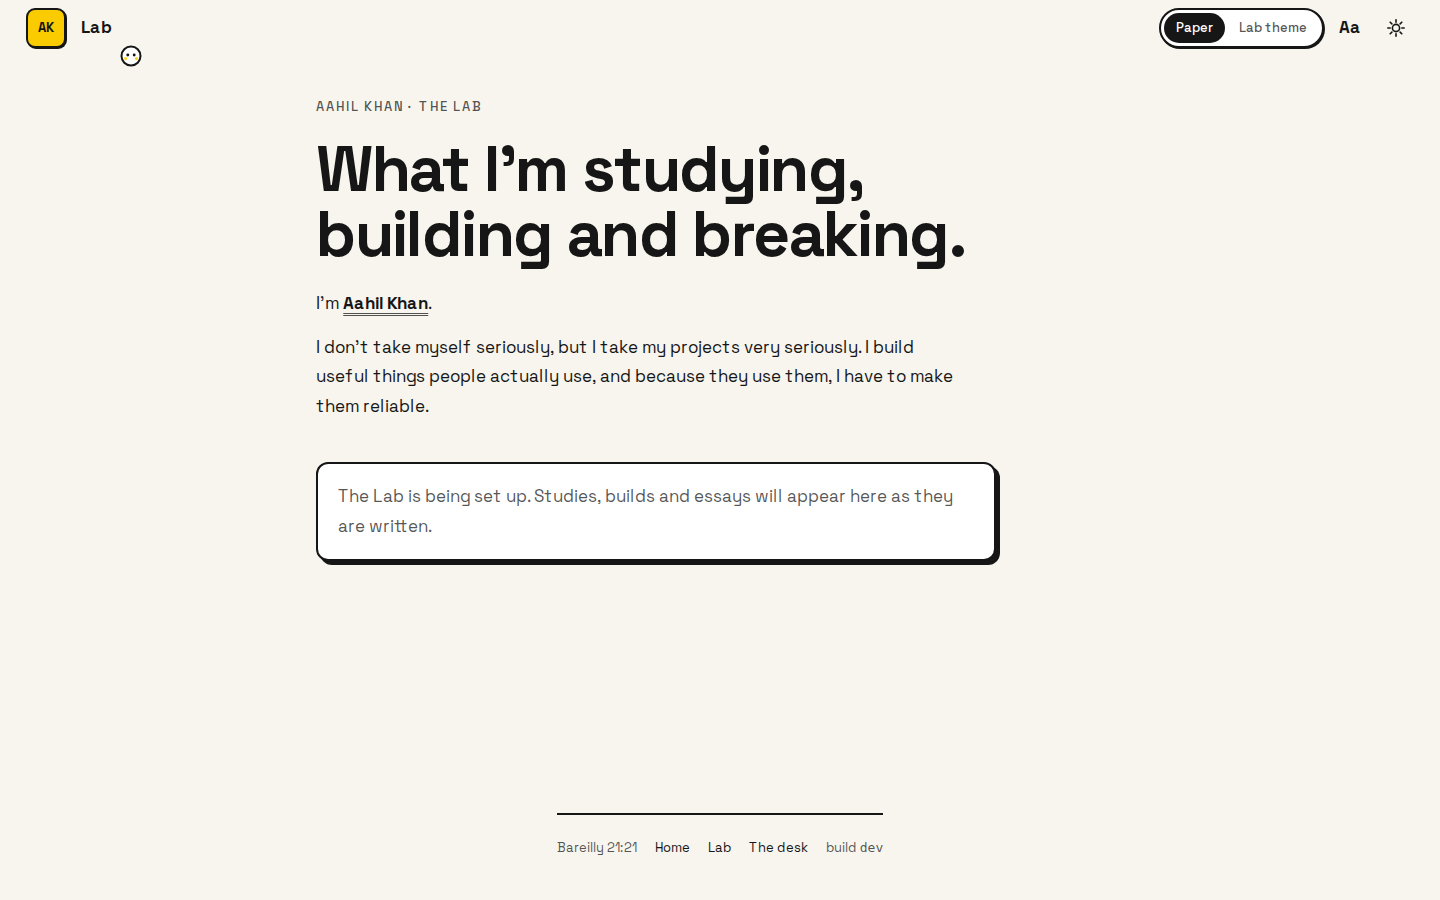 AK
Lab
Paper
Lab theme
Aa
AAHIL KHAN · THE LAB
What I’m studying,
building and breaking.
I’m Aahil Khan.
I don’t take myself seriously, but I take my projects very seriously. I build
useful things people actually use, and because they use them, I have to make
them reliable.
The Lab is being set up. Studies, builds and essays will appear here as they
are written.
Bareilly 21:21 Home Lab The desk build dev